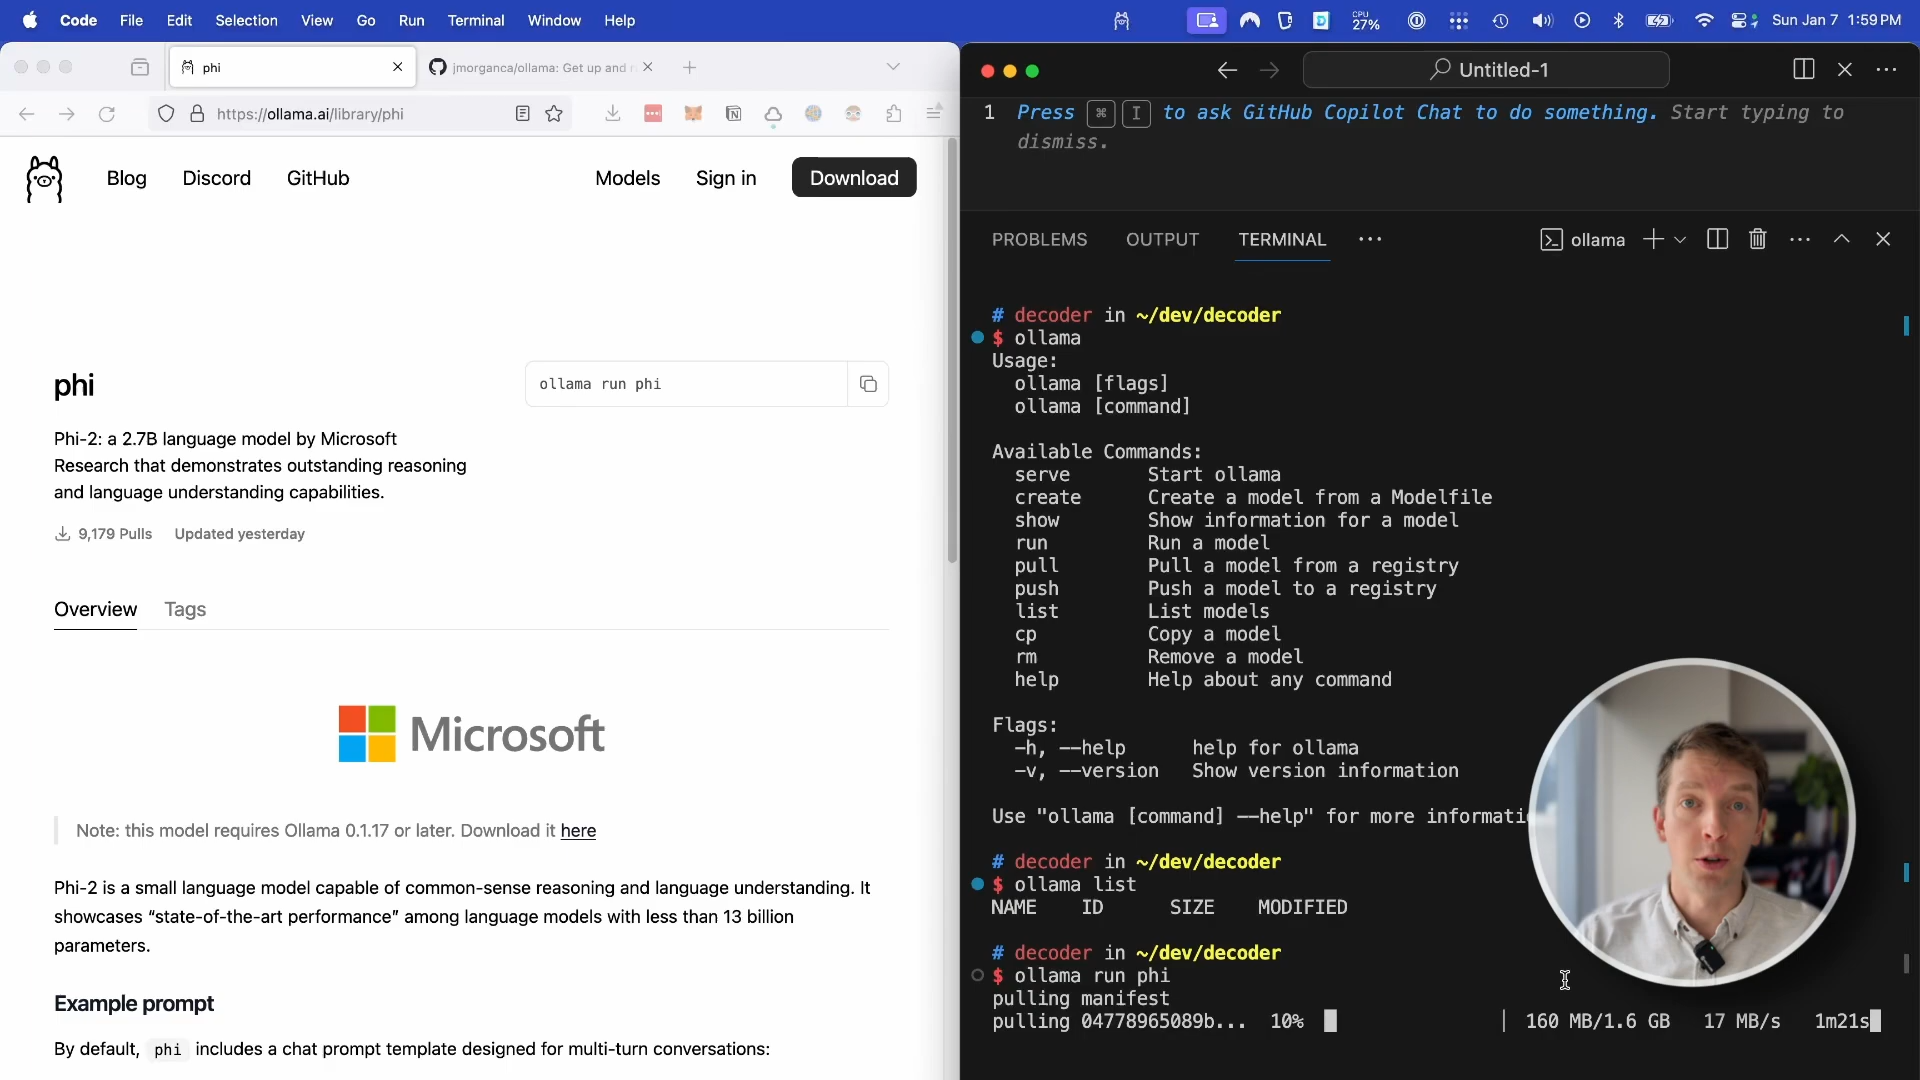 Code File Edit Selection View Go Run Terminal Window Help
CPU 27% Sun Jan 7 1:59 PM
phi
jmorganca/ollama: Get up and r
https://ollama.ai/library/phi
Blog Discord GitHub Models Sign in Download
phi
ollama run phi
Phi-2: a 2.7B language model by Microsoft
Research that demonstrates outstanding reasoning
and language understanding capabilities.
9,179 Pulls Updated yesterday
Overview Tags
Microsoft
Note: this model requires Ollama 0.1.17 or later. Download it here
Phi-2 is a small language model capable of common-sense reasoning and language understanding. It
showcases “state-of-the-art performance” among language models with less than 13 billion
parameters.
Example prompt
By default, phi includes a chat prompt template designed for multi-turn conversations:
Untitled-1
1 Press ⌘ I to ask GitHub Copilot Chat to do something. Start typing to
dismiss.
PROBLEMS OUTPUT TERMINAL ··· ollama
# decoder in ~/dev/decoder
$ ollama
Usage:
ollama [flags]
ollama [command]
Available Commands:
serve Start ollama
create Create a model from a Modelfile
show Show information for a model
run Run a model
pull Pull a model from a registry
push Push a model to a registry
list List models
cp Copy a model
rm Remove a model
help Help about any command
Flags:
-h, --help help for ollama
-v, --version Show version information
Use "ollama [command] --help" for more informati
# decoder in ~/dev/decoder
$ ollama list
NAME ID SIZE MODIFIED
# decoder in ~/dev/decoder
$ ollama run phi
pulling manifest
pulling 04778965089b... 10% 160 MB/1.6 GB 17 MB/s 1m21s